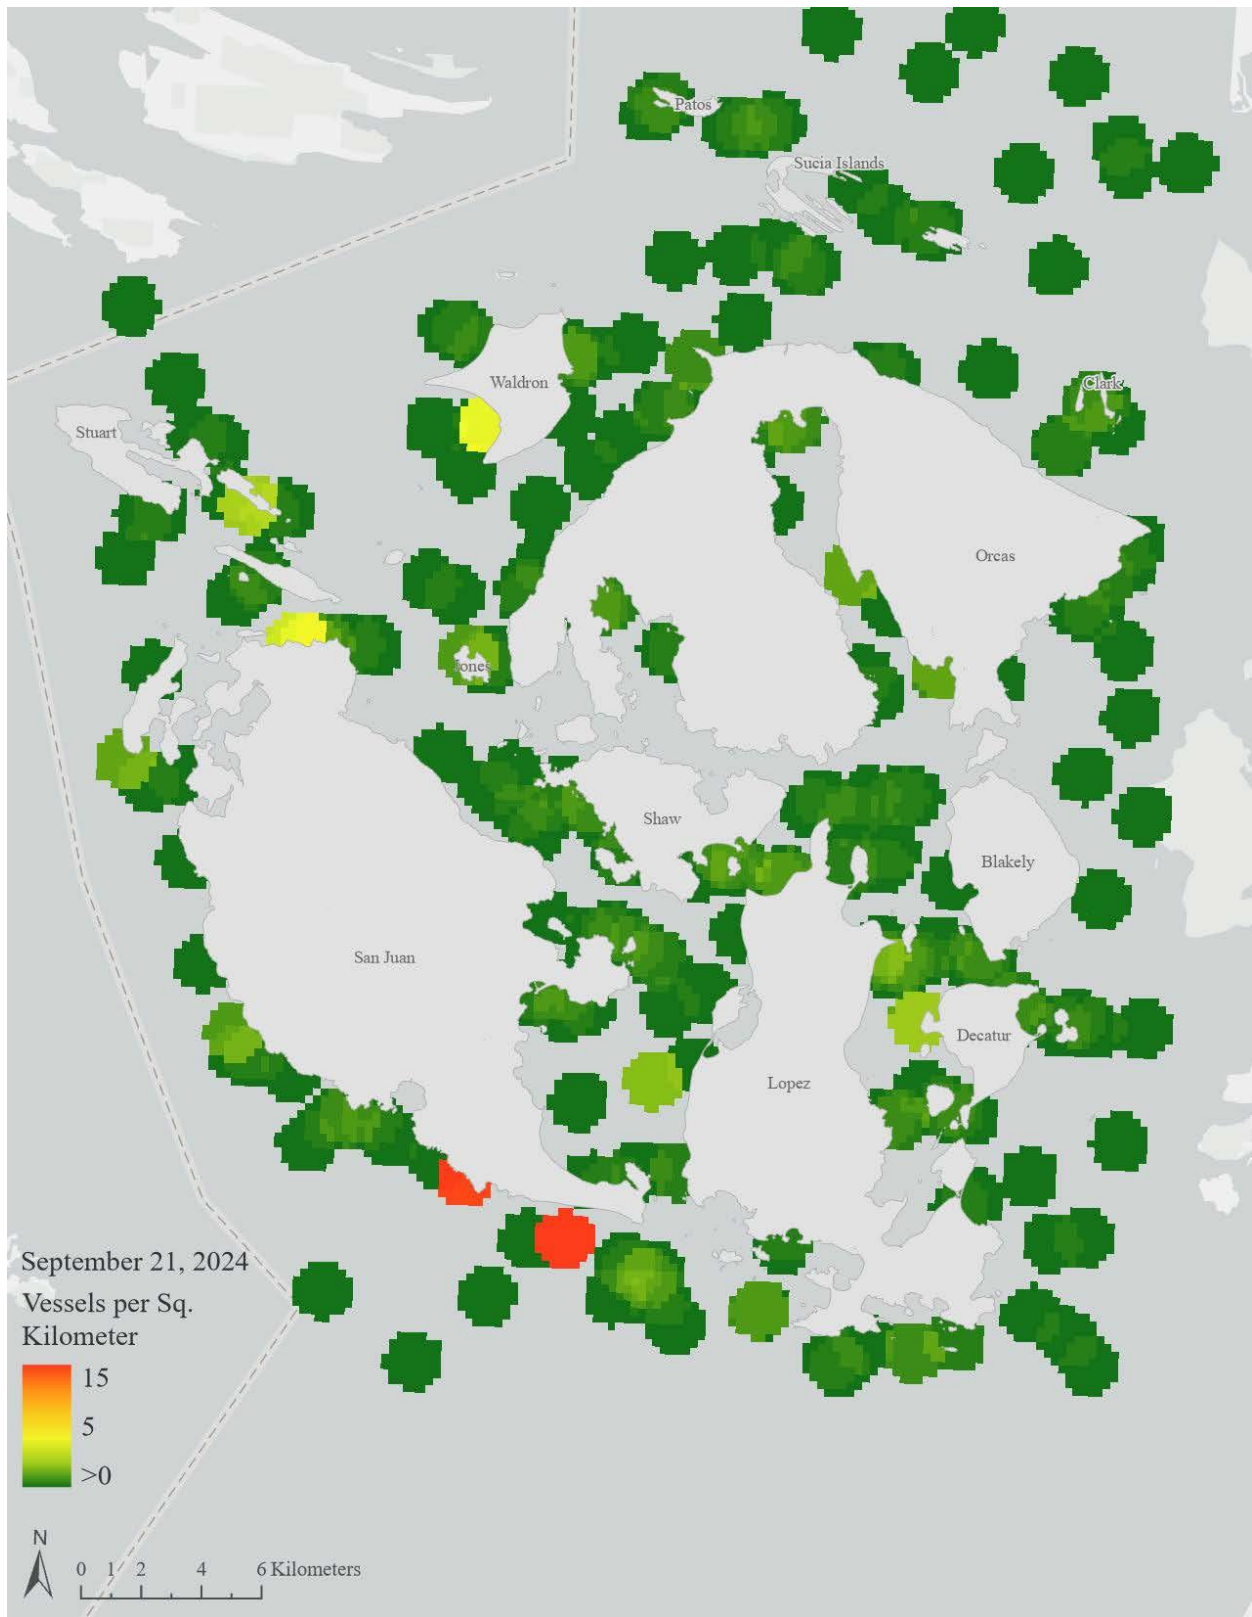 Patos
Sucia Islands
Waldron
Clark
Stuart
Orcas
Jones
Shaw
Blakely
San Juan
Decatur
Lopez
September 21, 2024
Vessels per Sq.
Kilometer
15
5
>0
N
0 1 2 4 6 Kilometers